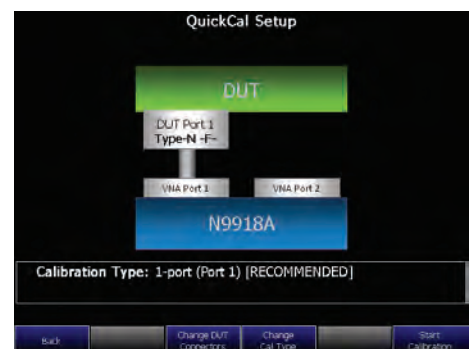 QuickCal Setup
DUT
DUT Port 1
Type-N -F-
VNA Port 1
VNA Port 2
N9918A
Calibration Type: 1-port (Port 1) [RECOMMENDED]
Back
Change DUT
Connectors
Change
Cal Type
Start
Calibration